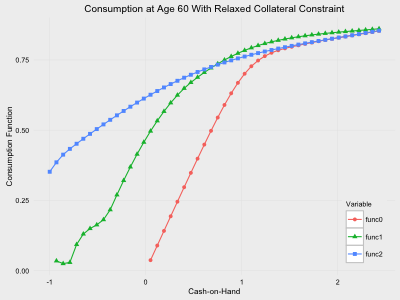 Consumption at Age 60 With Relaxed Collateral Constraint
Consumption Function
0.75
0.50
0.25
0.00
-1
0
1
2
Cash-on-Hand
Variable
func0
func1
func2